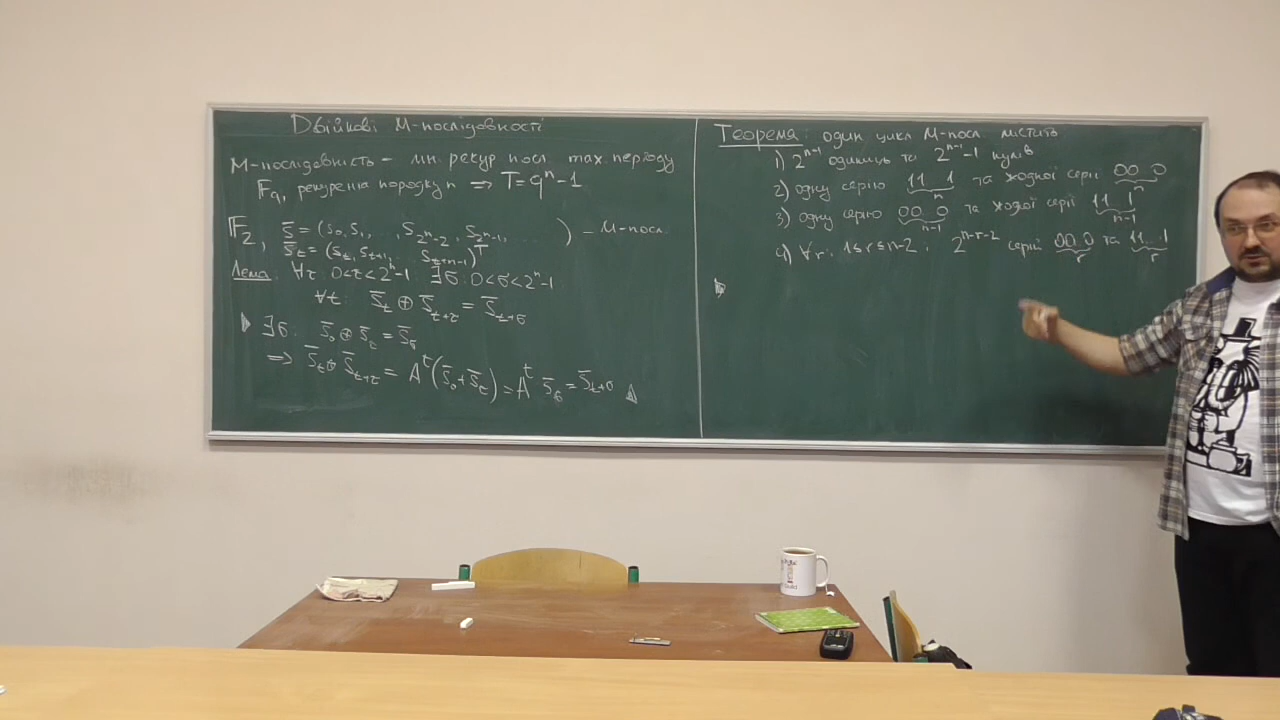 Двійкові М-послідовності
М-послідовність – лн. рекур посл. max. періоду
F_q, рекурента порядку n ⟹ T = q^n − 1
F_2, s̄ = (s_0, s_1, ..., s_{2^n−2}, s_{2^n−1}, ...) – М-посл.
s̄_t = (s_t, s_{t+1}, ... s_{t+n−1})^T
Лема ∀τ: 0<τ<2^n−1 ∃σ: 0<σ<2^n−1:
∀t: s̄_t ⊕ s̄_{t+τ} = s̄_{t+σ}
∃σ: s̄_0 ⊕ s̄_τ = s̄_σ
⟹ s̄_t ⊕ s̄_{t+τ} = A^t(s̄_0 + s̄_τ) = A^t s̄_σ = s̄_{t+σ}
Теорема: один цикл М-посл. містить
1) 2^{n−1} одиниць та 2^{n−1} − 1 нулів
2) одну серію 11...1 (n) та жодної серії 00...0 (n)
3) одну серію 00...0 (n−1) та жодої серії 11...1 (n−1)
4) ∀r: 1≤r≤n−2: 2^{n−r−2} серій 00...0 (r) та 11...1 (r)